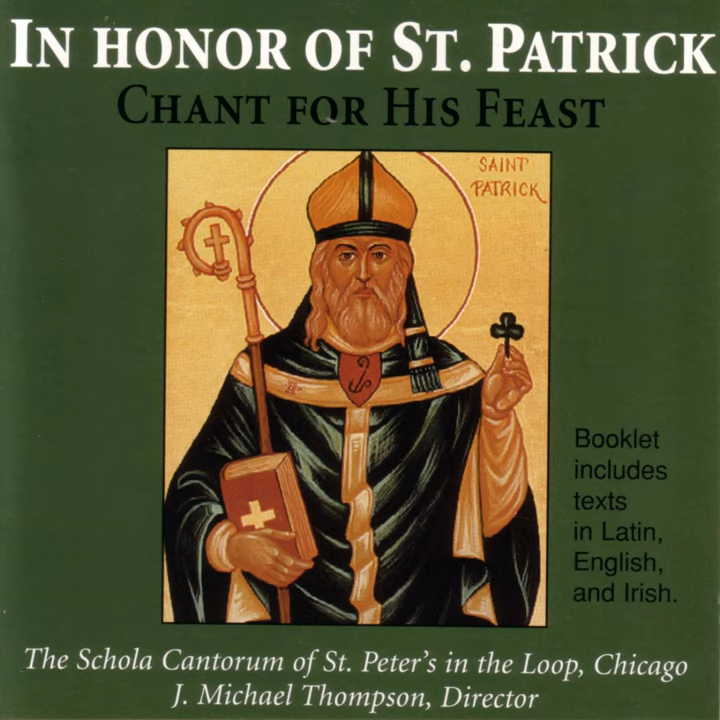 IN HONOR OF ST. PATRICK
CHANT FOR HIS FEAST
SAINT
PATRICK
Booklet
includes
texts
in Latin,
English,
and Irish.
The Schola Cantorum of St. Peter's in the Loop, Chicago
J. Michael Thompson, Director